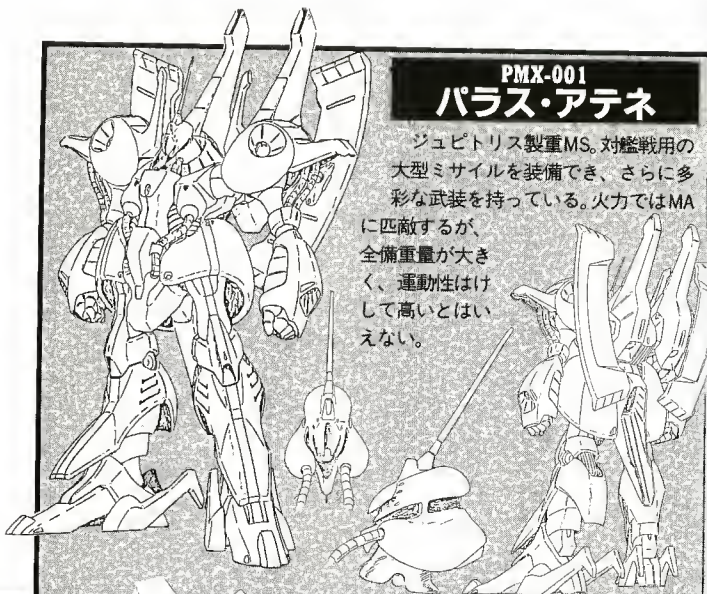 PMX-001
パラス・アテネ
ジュピトリス製重MS。対艦戦用の
大型ミサイルを装備でき、さらに多
彩な武装を持っている。火力ではMA
に匹敵するが、
全備重量が大き
く、運動性はけ
して高いとはい
えない。